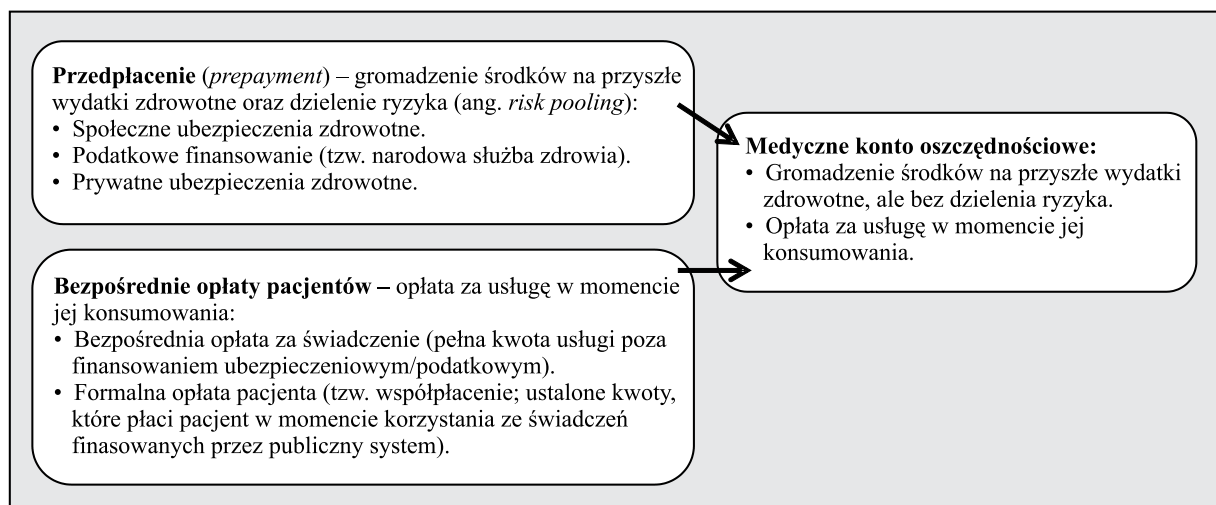 Przedpłacenie (prepayment) – gromadzenie środków na przyszłe
wydatki zdrowotne oraz dzielenie ryzyka (ang. risk pooling):
• Społeczne ubezpieczenia zdrowotne.
• Podatkowe finansowanie (tzw. narodowa służba zdrowia).
• Prywatne ubezpieczenia zdrowotne.
Bezpośrednie opłaty pacjentów – opłata za usługę w momencie
jej konsumowania:
• Bezpośrednia opłata za świadczenie (pełna kwota usługi poza
finansowaniem ubezpieczeniowym/podatkowym).
• Formalna opłata pacjenta (tzw. współpłacenie; ustalone kwoty,
które płaci pacjent w momencie korzystania ze świadczeń
finasowanych przez publiczny system).
Medyczne konto oszczędnościowe:
• Gromadzenie środków na przyszłe wydatki
zdrowotne, ale bez dzielenia ryzyka.
• Opłata za usługę w momencie jej
konsumowania.